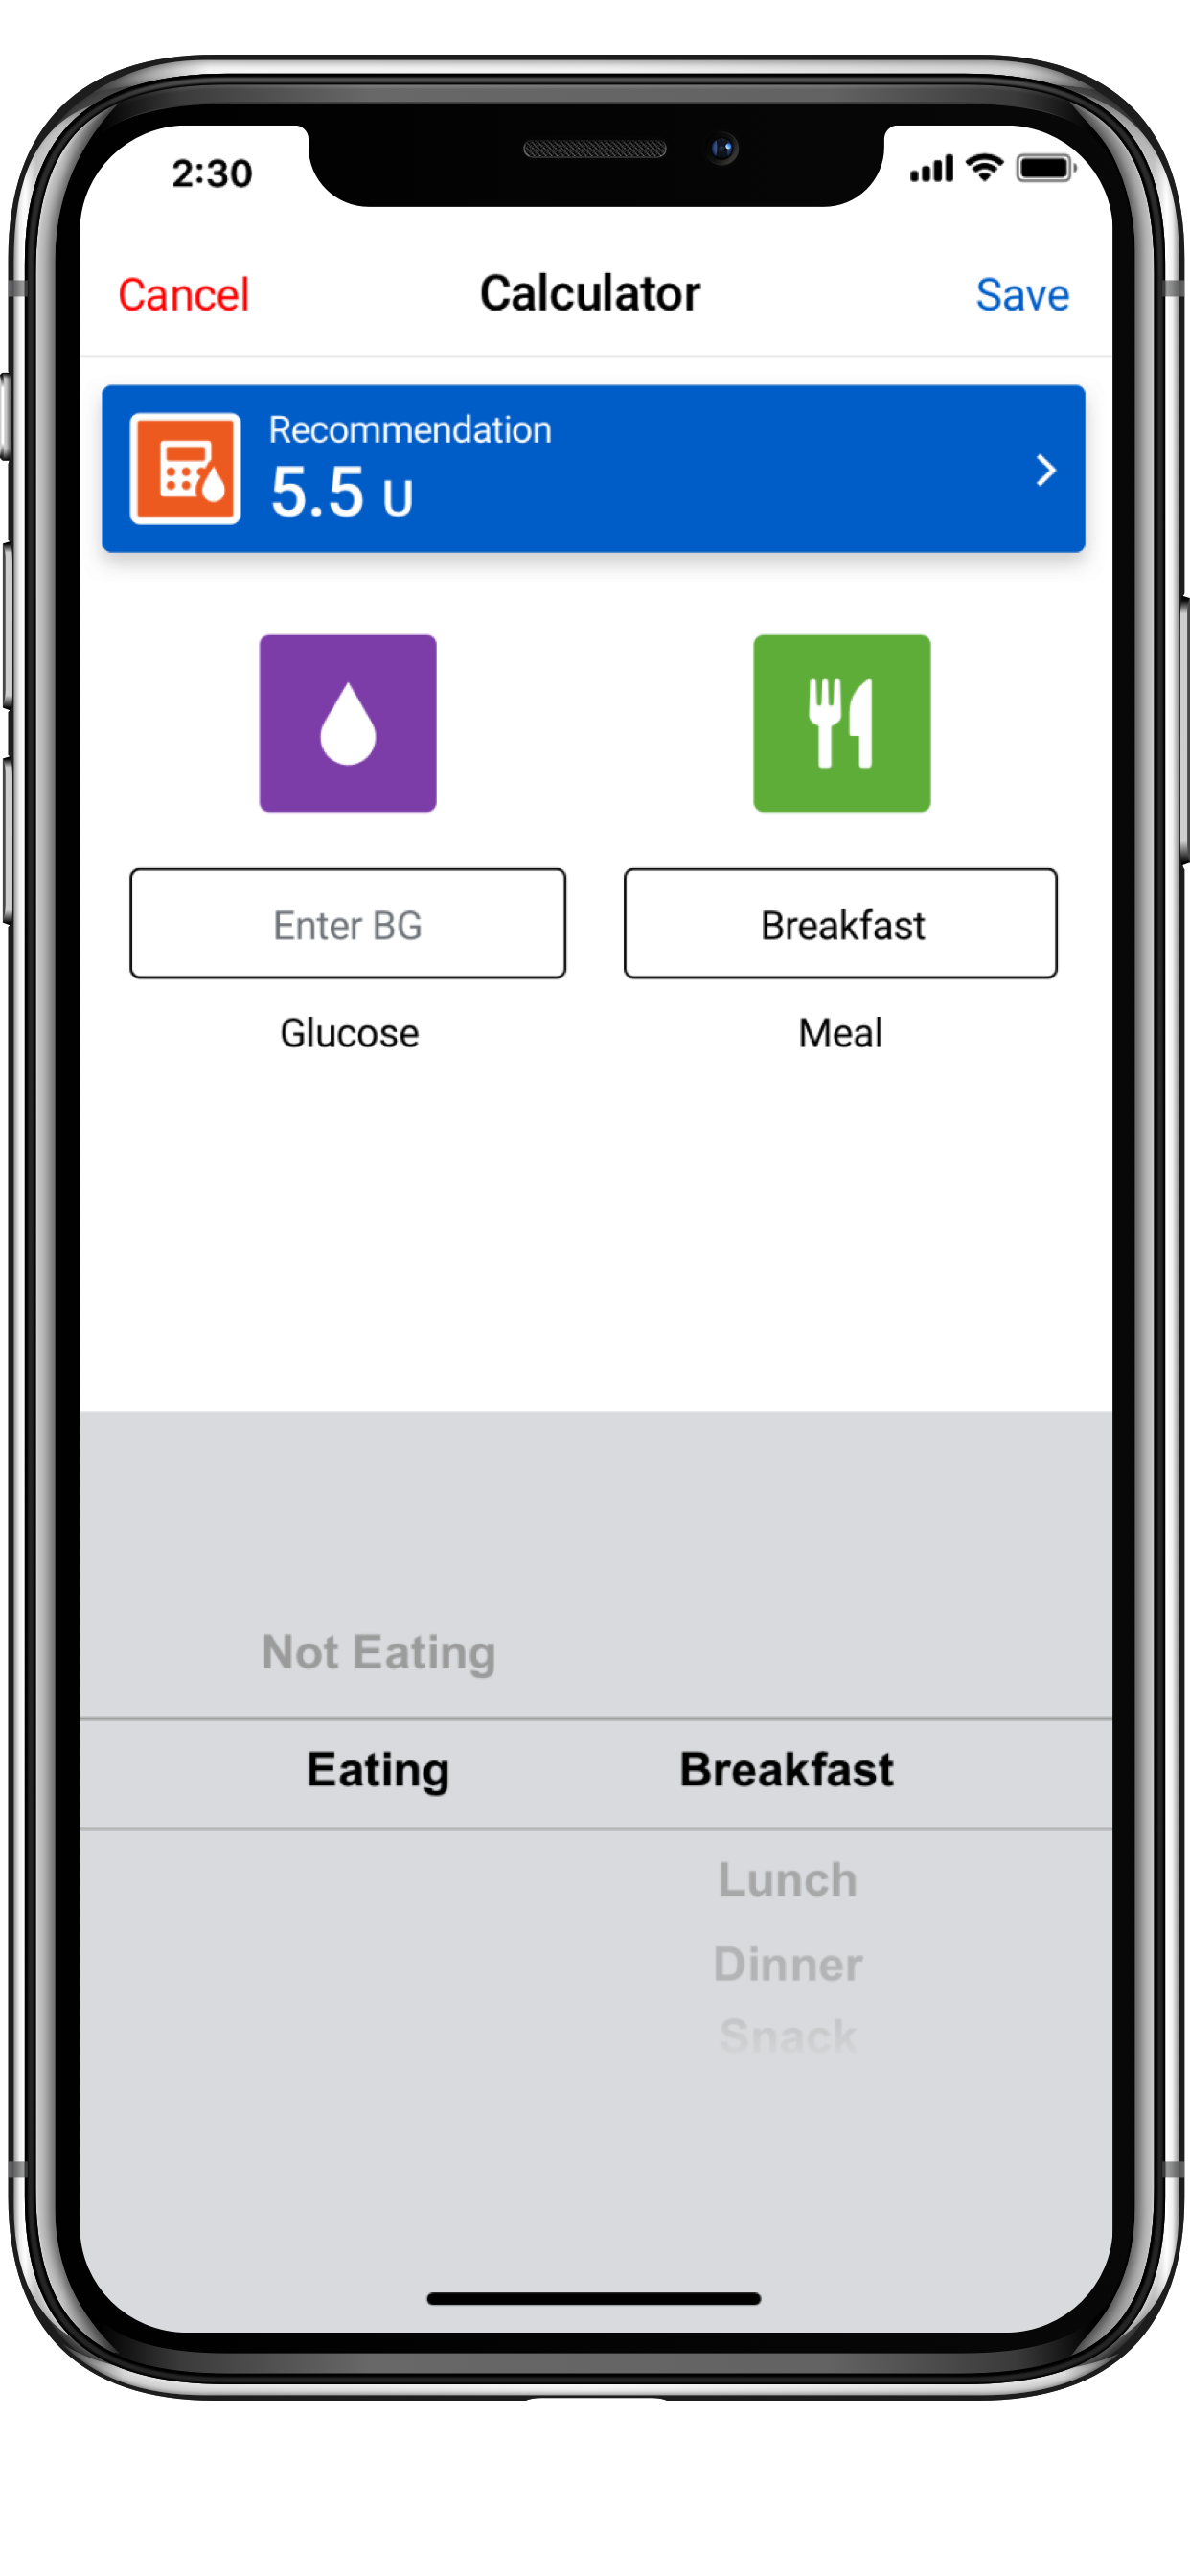 2:30
Cancel Calculator Save
Recommendation
5.5 U
Enter BG Breakfast
Glucose Meal
Not Eating
Eating Breakfast
Lunch
Dinner
Snack